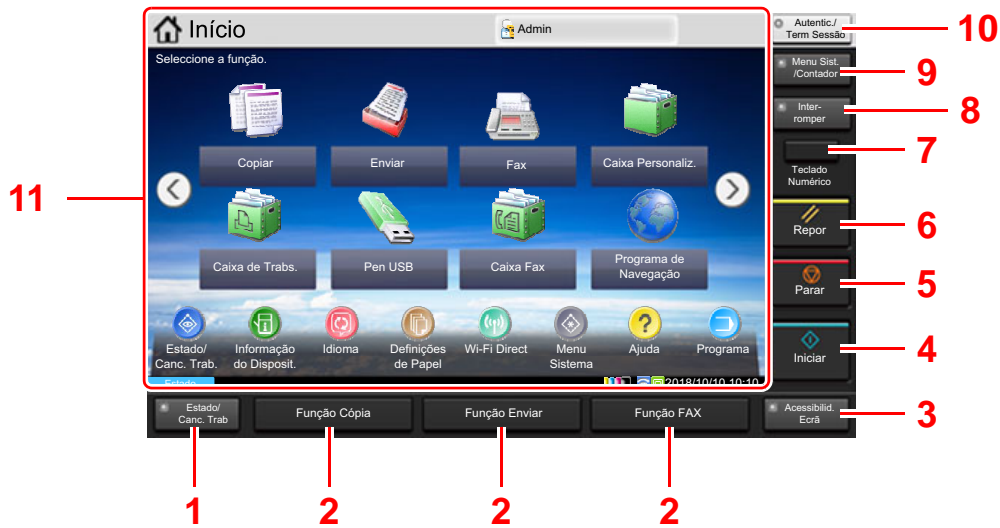 Início
Admin
Autentic./
Term Sessão
10
Seleccione a função.
Menu Sist.
/Contador
9
Copiar
Enviar
Fax
Caixa Personaliz.
Inter-
romper
8
7
Teclado
Numérico
11
Caixa de Trabs.
Pen USB
Caixa Fax
Programa de
Navegação
Repor
6
Parar
5
Estado/
Canc. Trab.
Informação
do Disposit.
Idioma
Definições
de Papel
Wi-Fi Direct
Menu
Sistema
?
Ajuda
Programa
Iniciar
4
Estado
2018/10/10 10:10
Estado/
Canc. Trab
Função Cópia
Função Enviar
Função FAX
Acessibilid.
Ecrã
3
1
2
2
2